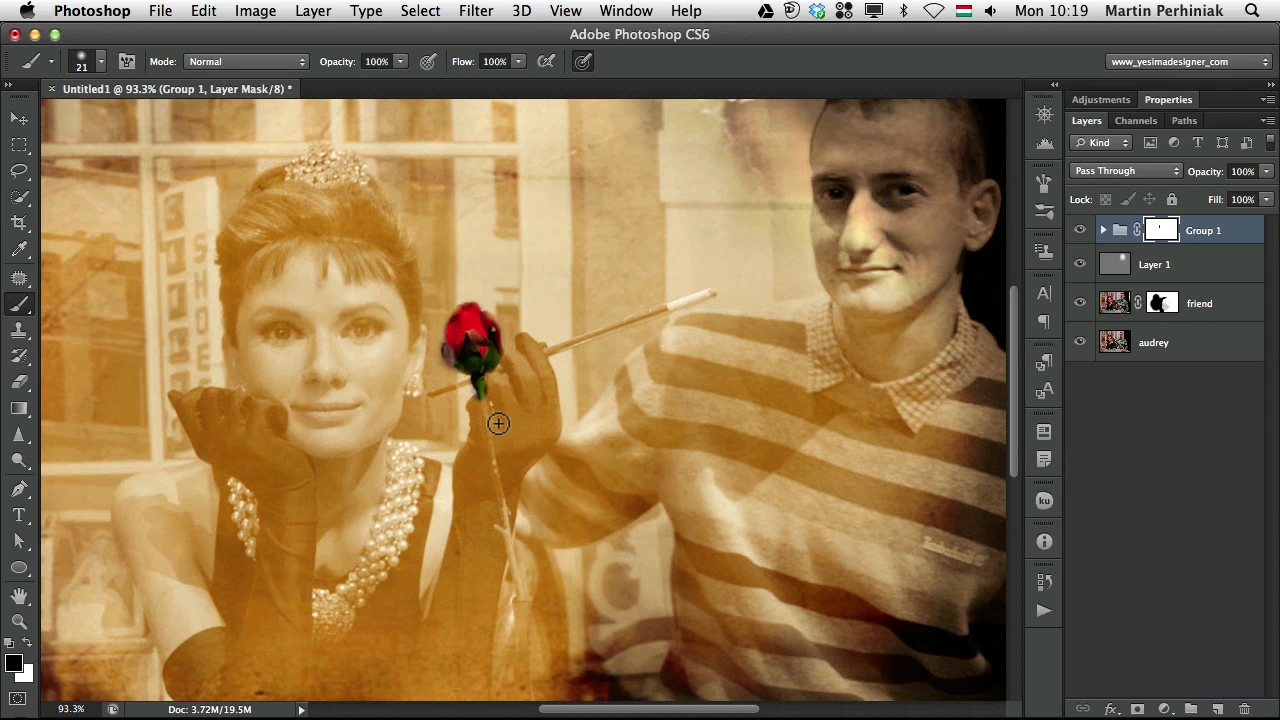 Photoshop File Edit Image Layer Type Select Filter 3D View Window Help Mon 10:19 Martin Perhiniak
Adobe Photoshop CS6
21 Mode: Normal Opacity: 100% Flow: 100% www_yesimadesigner_com
Untitled1 @ 93.3% (Group 1, Layer Mask/8) *
Adjustments Properties
Layers Channels Paths
Kind
Pass Through Opacity: 100%
Lock: Fill: 100%
Group 1
Layer 1
friend
audrey
SHOE
ku
93.3% Doc: 3.72M/19.5M